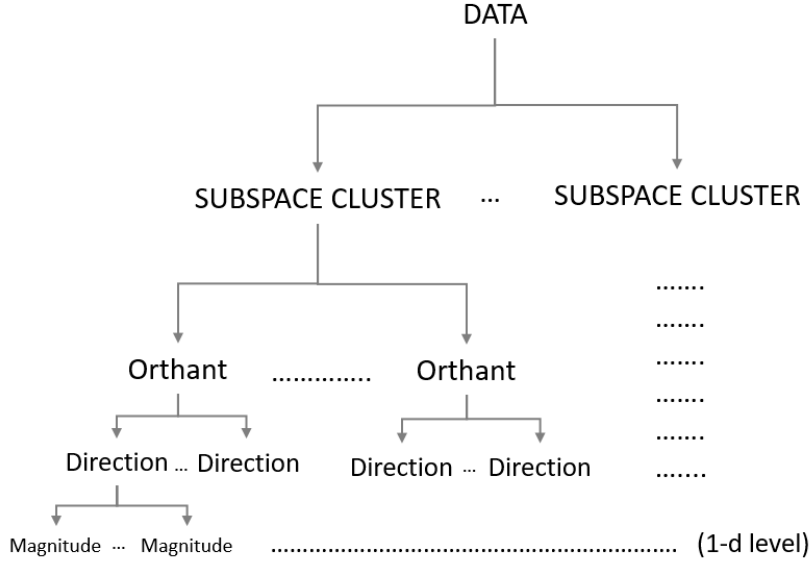 DATA
SUBSPACE CLUSTER ... SUBSPACE CLUSTER
.......
.......
Orthant .............. Orthant .......
.......
.......
Direction ... Direction Direction ... Direction .......
Magnitude ... Magnitude ............................................................ (1-d level)